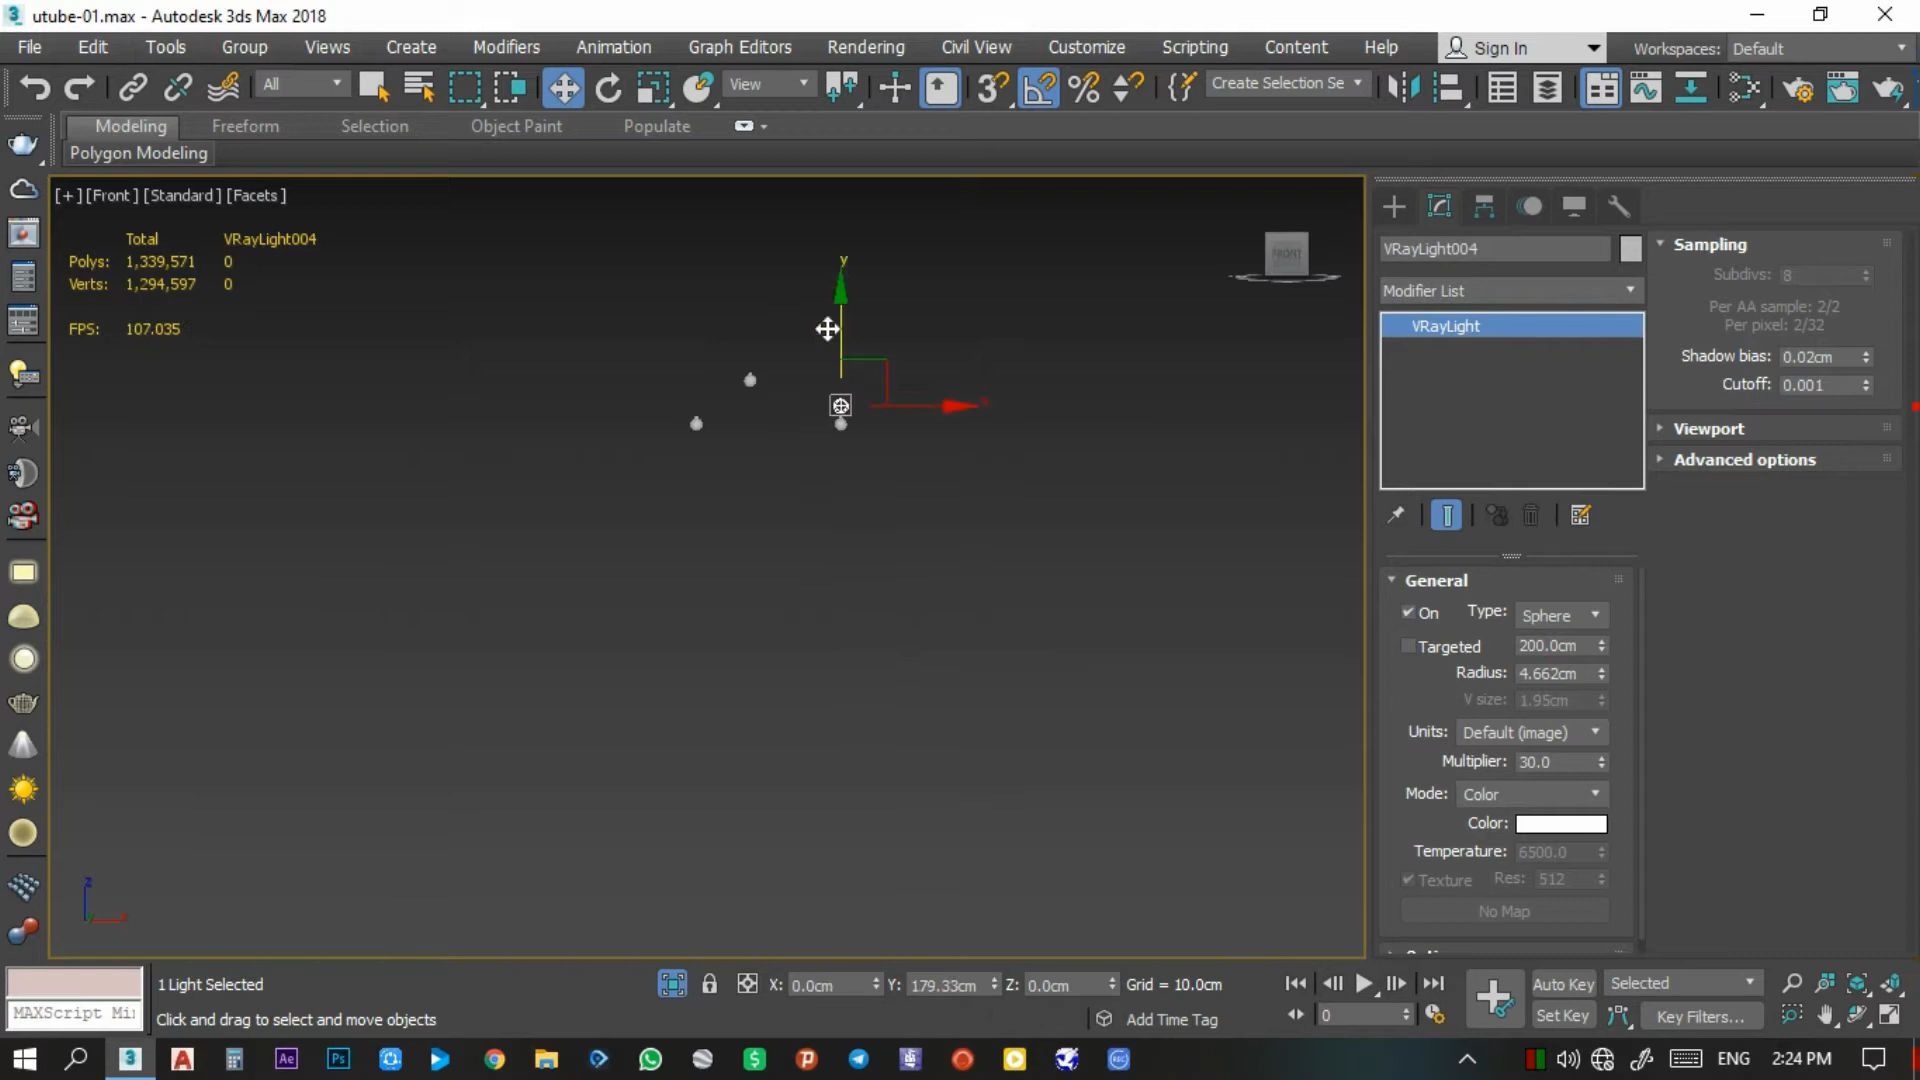 utube-01.max - Autodesk 3ds Max 2018
File Edit Tools Group Views Create Modifiers Animation Graph Editors Rendering Civil View Customize Scripting Content Help Sign In Workspaces: Default
All View Create Selection Se
Modeling Freeform Selection Object Paint Populate
Polygon Modeling
[+] [Front] [Standard] [Facets]
Total VRayLight004
Polys: 1,339,571 0
Verts: 1,294,597 0
FPS: 107.035
y
x
FRONT
z
x
VRayLight004
Modifier List
VRayLight
General
On Type: Sphere
Targeted 200.0cm
Radius: 4.662cm
V size: 1.95cm
Units: Default (image)
Multiplier: 30.0
Mode: Color
Color:
Temperature: 6500.0
Texture Res: 512
No Map
Sampling
Subdivs: 8
Per AA sample: 2/2
Per pixel: 2/32
Shadow bias: 0.02cm
Cutoff: 0.001
Viewport
Advanced options
1 Light Selected X: 0.0cm Y: 179.33cm Z: 0.0cm Grid = 10.0cm Auto Key Selected
MAXScript Mi Click and drag to select and move objects Add Time Tag 0 Set Key Key Filters...
ENG 2:24 PM